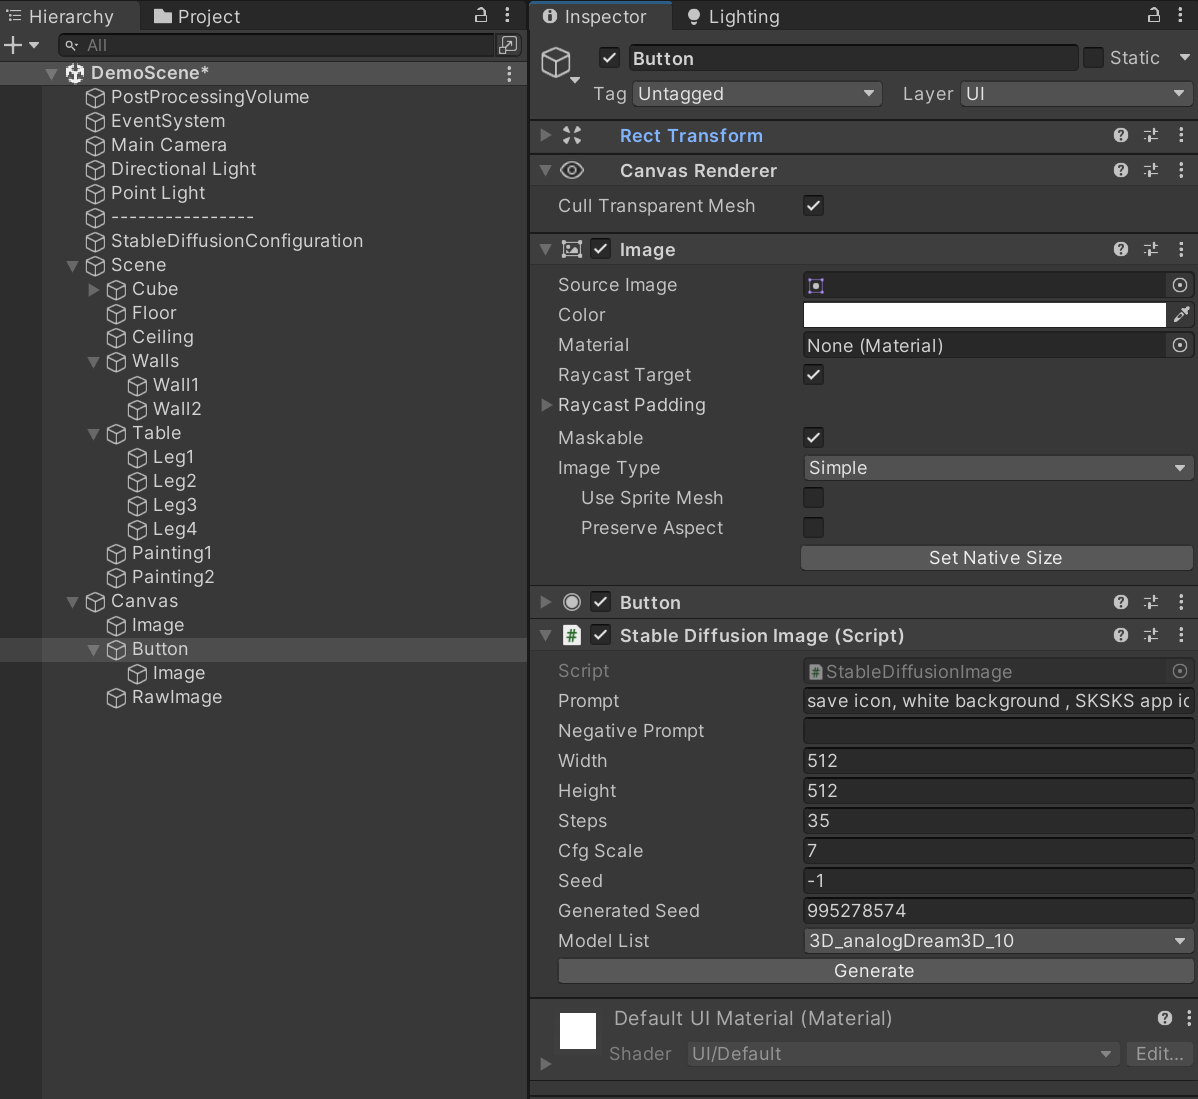 Hierarchy
Project
All
DemoScene*
PostProcessingVolume
EventSystem
Main Camera
Directional Light
Point Light
----------------
StableDiffusionConfiguration
Scene
Cube
Floor
Ceiling
Walls
Wall1
Wall2
Table
Leg1
Leg2
Leg3
Leg4
Painting1
Painting2
Canvas
Image
Button
Image
RawImage
Inspector
Lighting
Button
Static
Tag Untagged
Layer UI
Rect Transform
Canvas Renderer
Cull Transparent Mesh
Image
Source Image
Color
Material None (Material)
Raycast Target
Raycast Padding
Maskable
Image Type Simple
Use Sprite Mesh
Preserve Aspect
Set Native Size
Button
# Stable Diffusion Image (Script)
Script # StableDiffusionImage
Prompt save icon, white background , SKSKS app ic
Negative Prompt
Width 512
Height 512
Steps 35
Cfg Scale 7
Seed -1
Generated Seed 995278574
Model List 3D_analogDream3D_10
Generate
Default UI Material (Material)
Shader UI/Default
Edit...